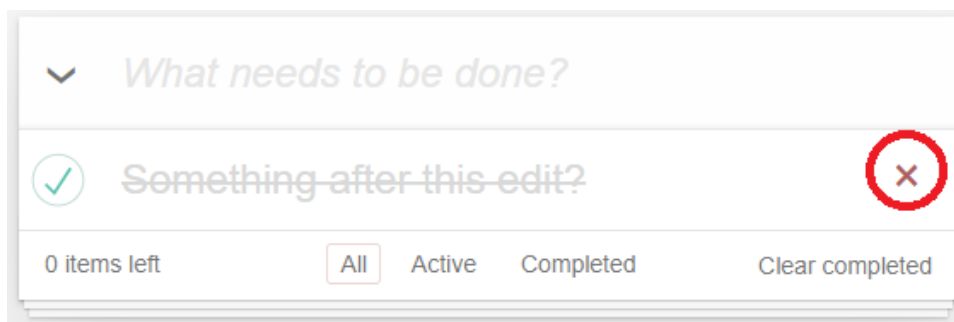 What needs to be done?
Something after this edit?
0 items left All Active Completed Clear completed